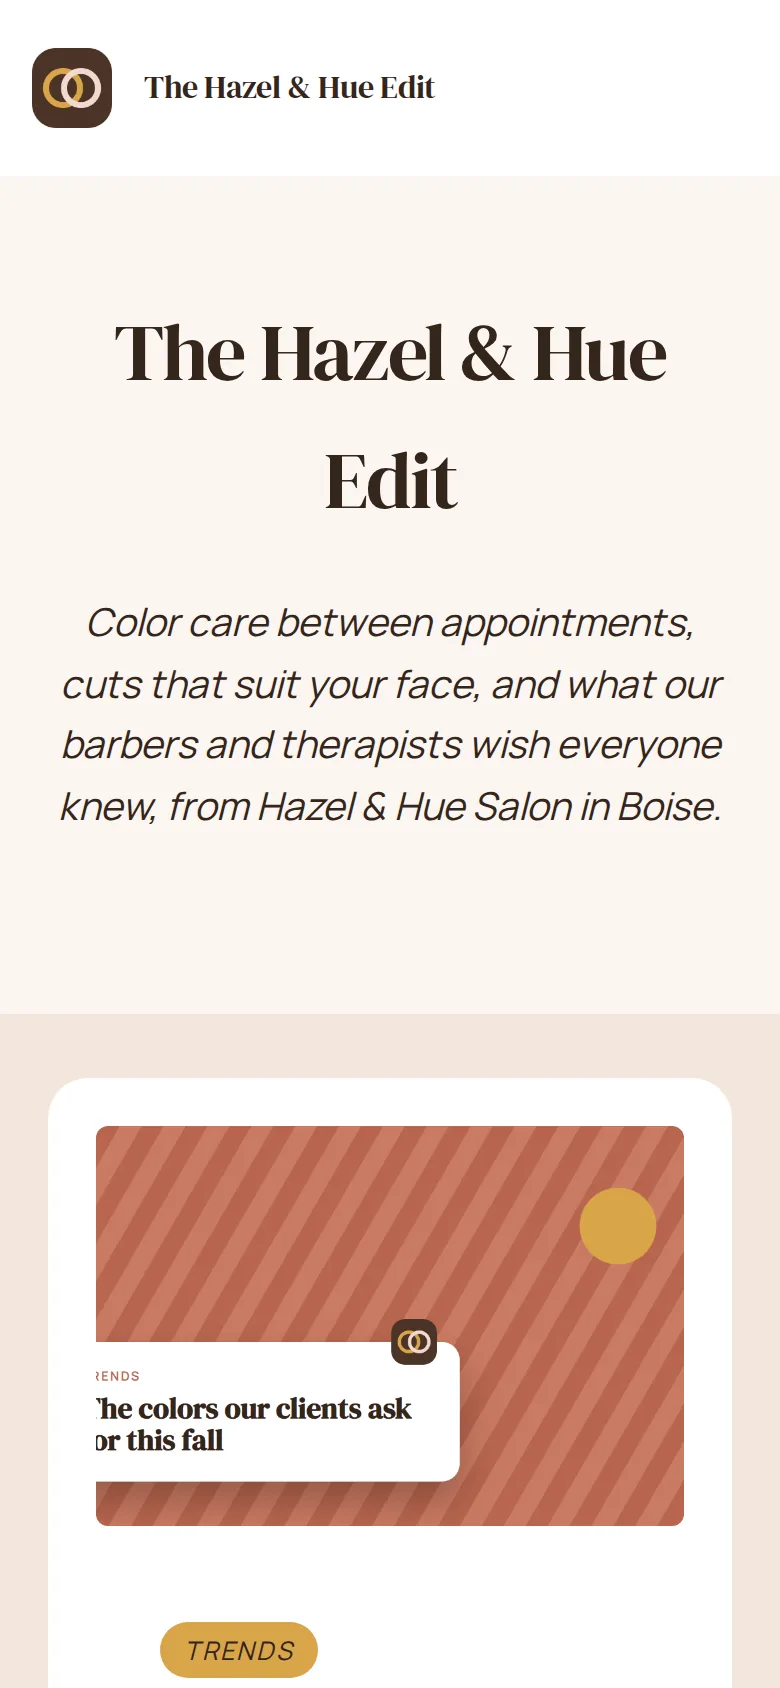 The Hazel & Hue Edit
The Hazel & Hue
Edit
Color care between appointments,
cuts that suit your face, and what our
barbers and therapists wish everyone
knew, from Hazel & Hue Salon in Boise.
RENDS
The colors our clients ask
or this fall
TRENDS